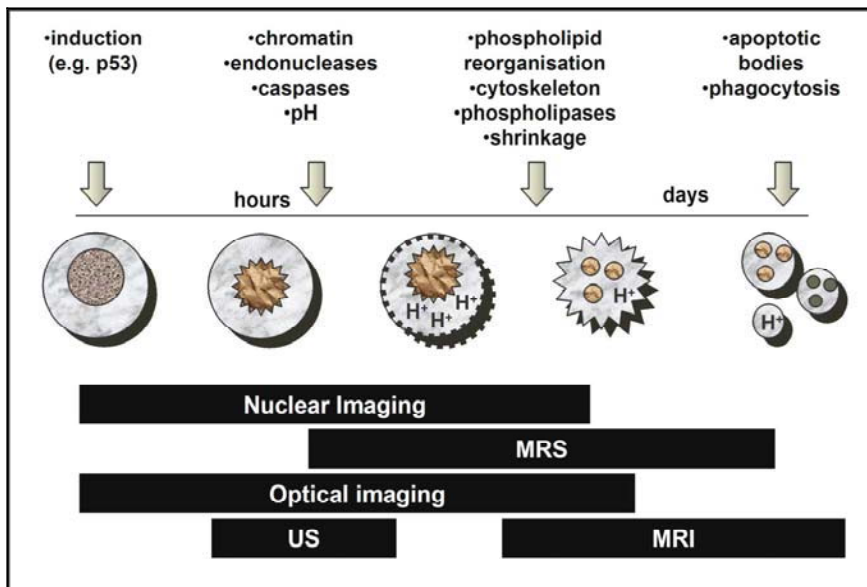 •induction
(e.g. p53)
•chromatin
•endonucleases
•caspases
•pH
•phospholipid
reorganisation
•cytoskeleton
•phospholipases
•shrinkage
•apoptotic
bodies
•phagocytosis
hours
days
H⁺
H⁺
H⁺
H⁺
H⁺
Nuclear Imaging
MRS
Optical imaging
US
MRI